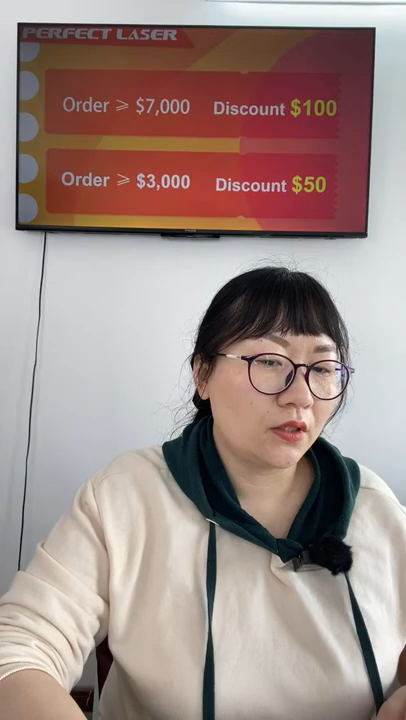 PERFECT LASER
Order ⩾ $7,000 Discount $100
Order ⩾ $3,000 Discount $50